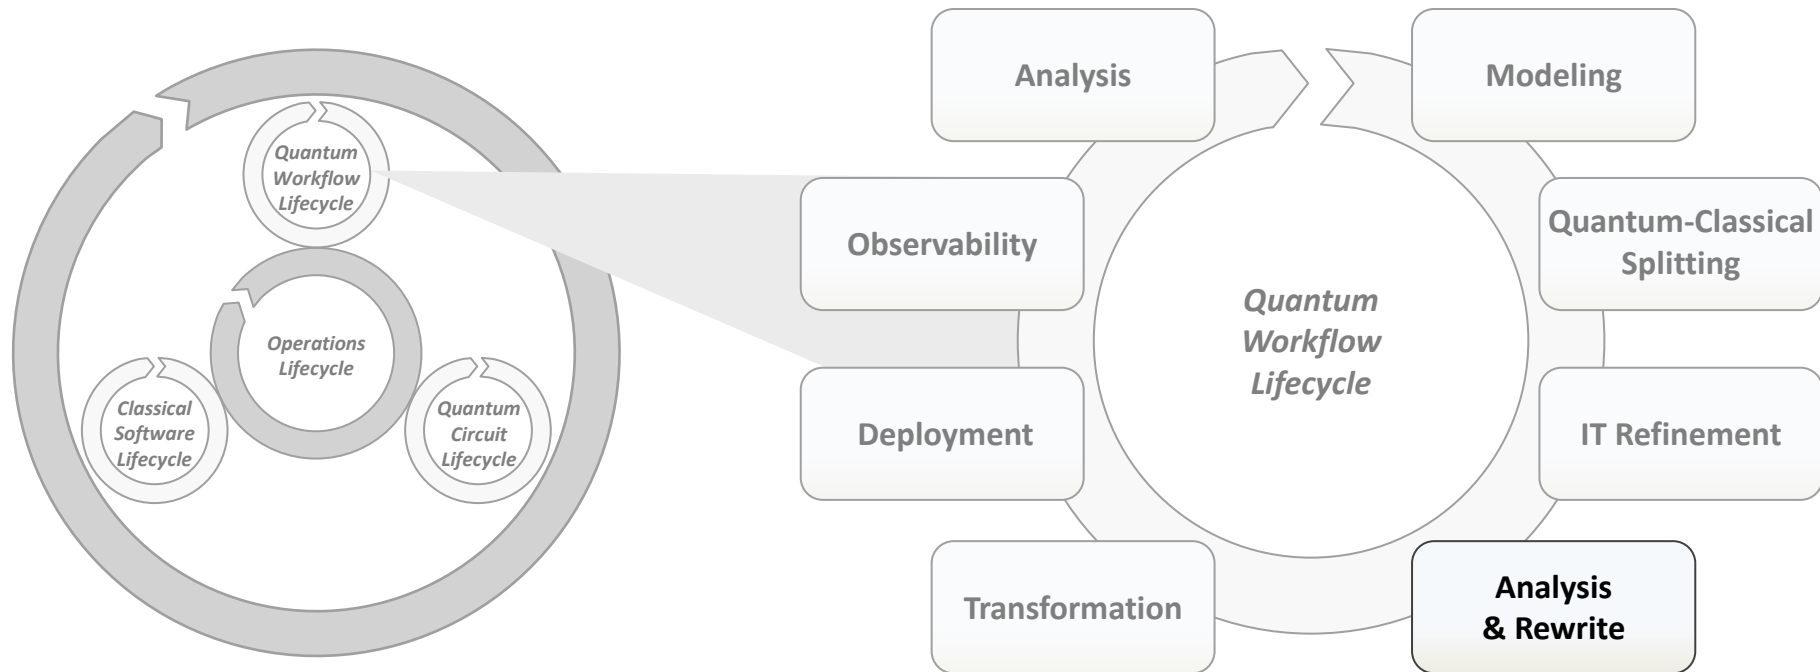 Quantum
Workflow
Lifecycle
Operations
Lifecycle
Classical
Software
Lifecycle
Quantum
Circuit
Lifecycle
Analysis
Modeling
Observability
Quantum-Classical
Splitting
Quantum
Workflow
Lifecycle
Deployment
IT Refinement
Transformation
Analysis
& Rewrite